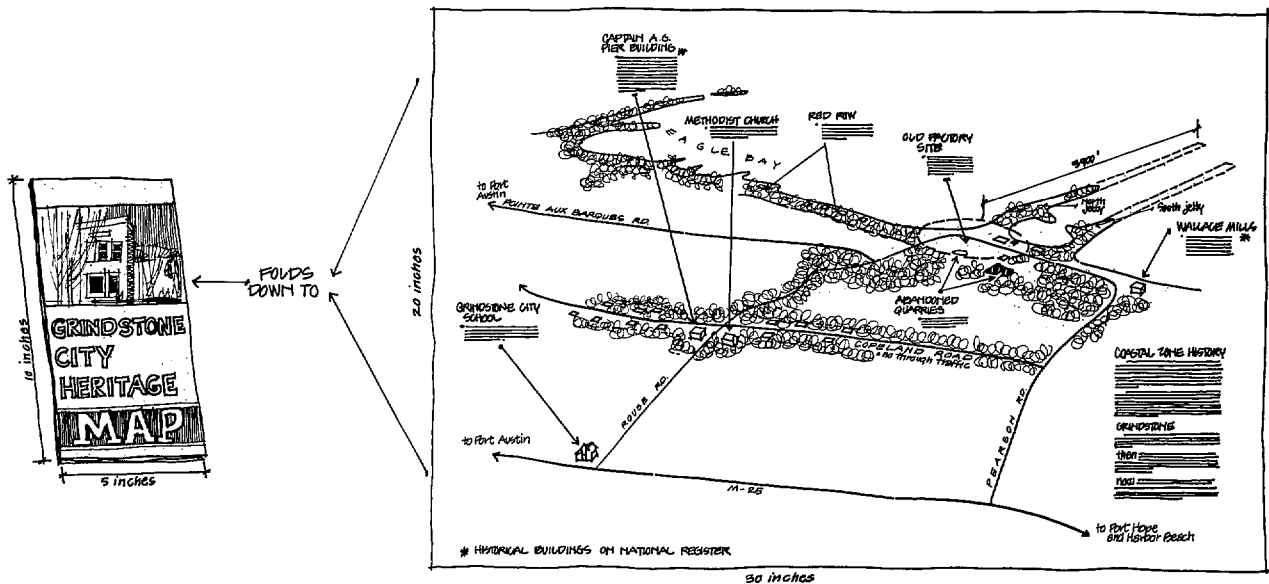 10 inches
GRINDSTONE
CITY
HERITAGE
MAP
5 inches
FOLDS
DOWN TO
20 inches
CAPTAIN A.G.
PIER BUILDING *
METHODIST CHURCH
RED ROW
EAGLE BAY
OLD FACTORY
SITE
North
Jetty
South Jetty
WALLACE MILLS
*
to Port
Austin
POINTE AUX BARQUES RD.
GRINDSTONE CITY
SCHOOL
ABANDONED
QUARRIES
COPELAND ROAD
no through traffic
ROUSE RD.
PEARSON RD.
COASTAL ZONE HISTORY
GRINDSTONE
then
now
to Port Austin
M-25
to Port Hope
and Harbor Beach
* HISTORICAL BUILDINGS ON NATIONAL REGISTER
30 inches